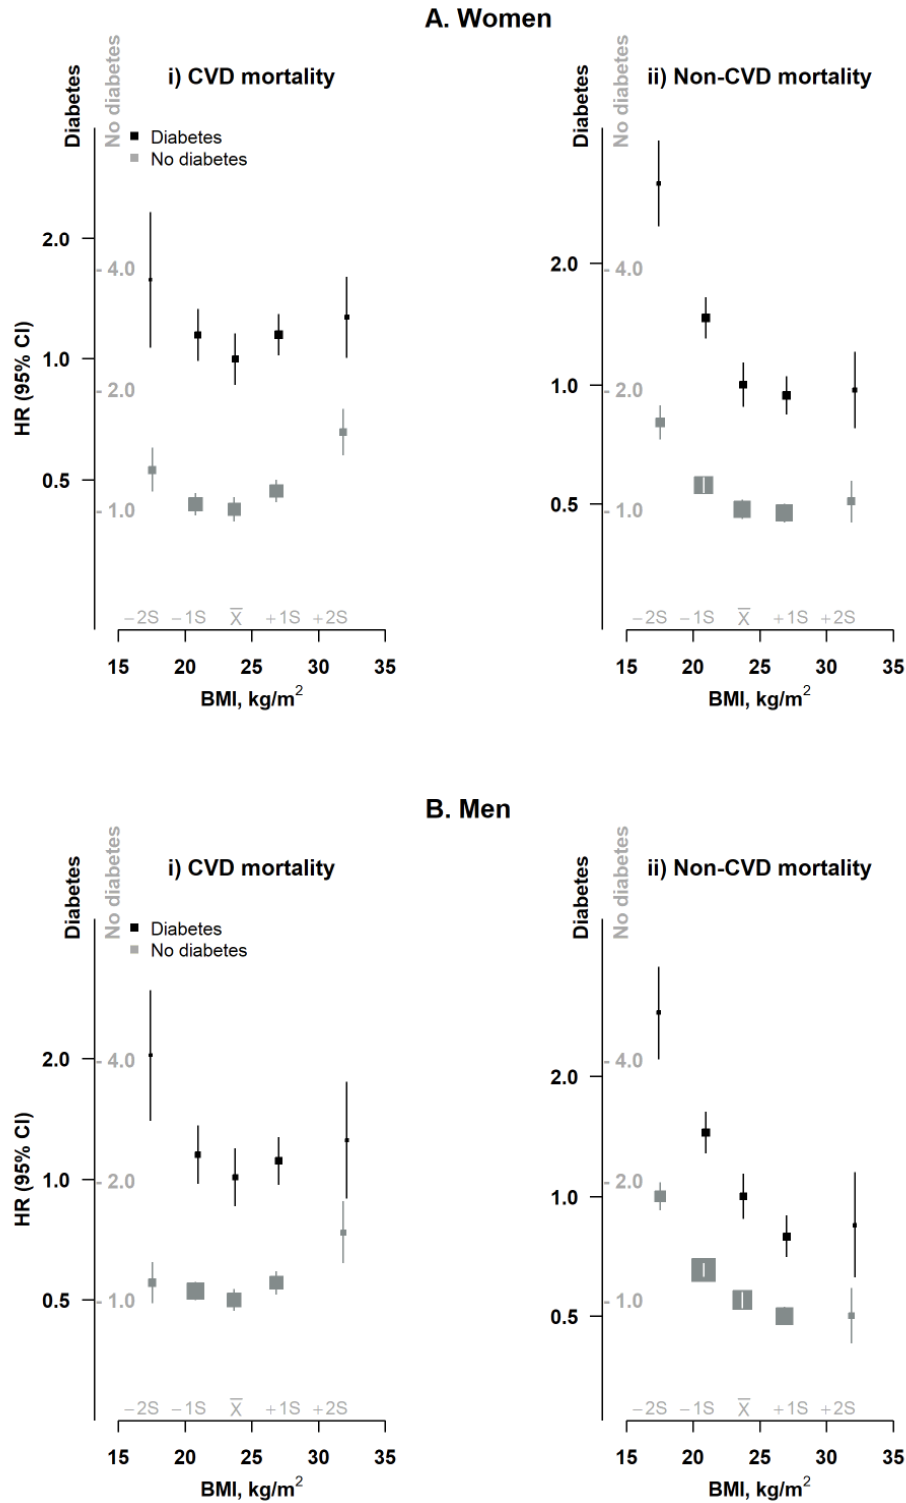 A. Women
i) CVD mortality
Diabetes
No diabetes
Diabetes
No diabetes
HR (95% CI)
2.0
1.0
0.5
- 4.0
- 2.0
- 1.0
−2S −1S X̅ +1S +2S
15 20 25 30 35
BMI, kg/m²
ii) Non-CVD mortality
Diabetes
No diabetes
2.0
1.0
0.5
- 4.0
- 2.0
- 1.0
−2S −1S X̅ +1S +2S
15 20 25 30 35
BMI, kg/m²
B. Men
i) CVD mortality
Diabetes
No diabetes
Diabetes
No diabetes
HR (95% CI)
2.0
1.0
0.5
- 4.0
- 2.0
- 1.0
−2S −1S X̅ +1S +2S
15 20 25 30 35
BMI, kg/m²
ii) Non-CVD mortality
Diabetes
No diabetes
2.0
1.0
0.5
- 4.0
- 2.0
- 1.0
−2S −1S X̅ +1S +2S
15 20 25 30 35
BMI, kg/m²